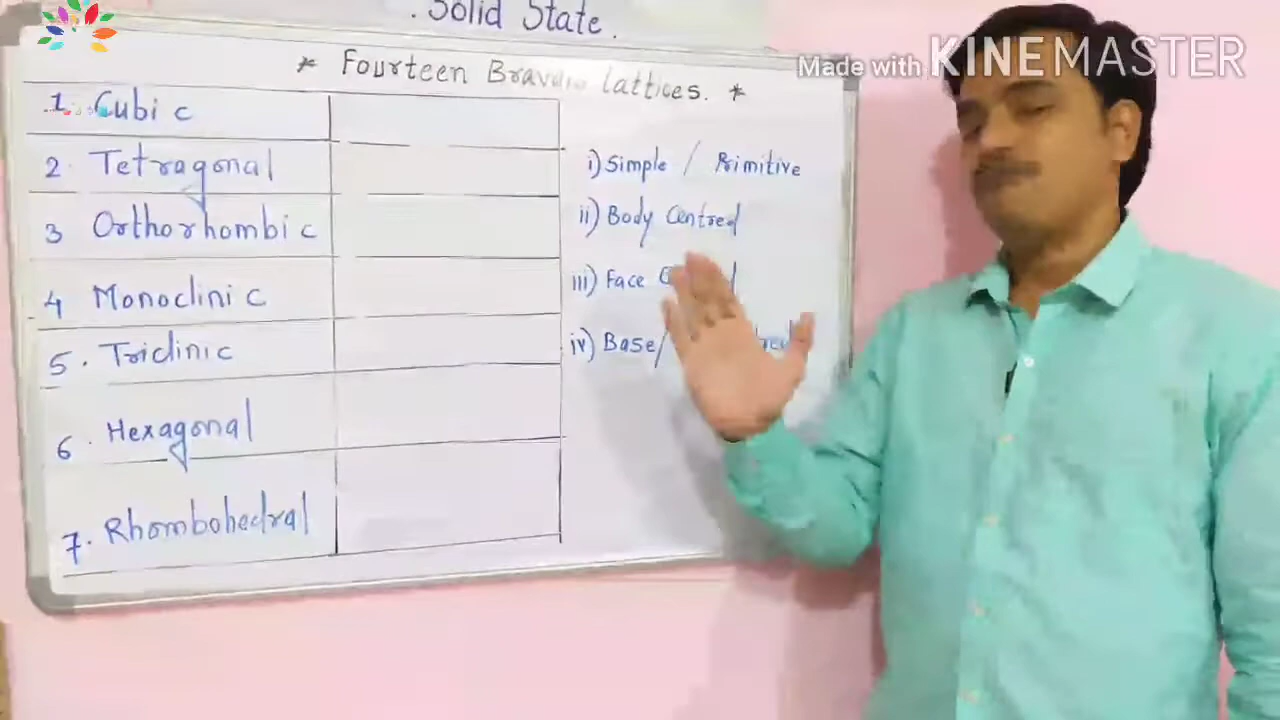 . Solid State.
Made with KINEMASTER
* Fourteen Bravais lattices. *
1. Cubic
2. Tetragonal
3 Orthorhombic
4 Monoclinic
5. Triclinic
6. Hexagonal
7. Rhombohedral
i) Simple / Primitive
ii) Body Centred
iii) Face
iv) Base/